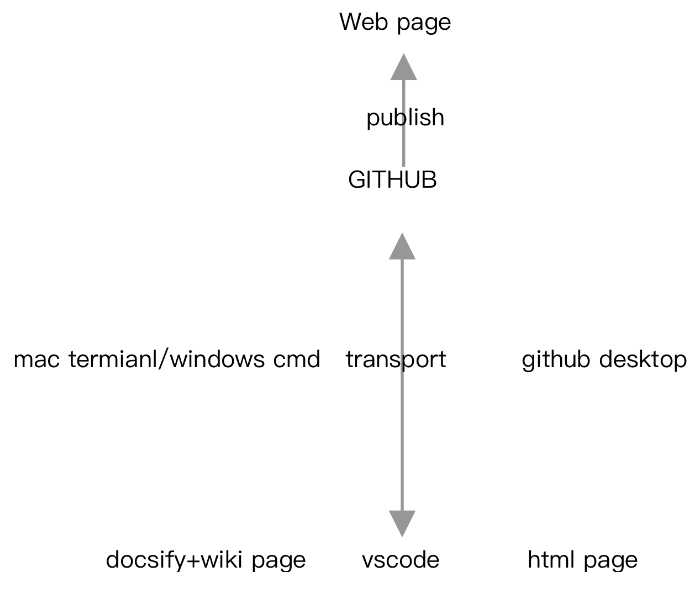 Web page
publish
GITHUB
mac termianl/windows cmd transport github desktop
docsify+wiki page vscode html page